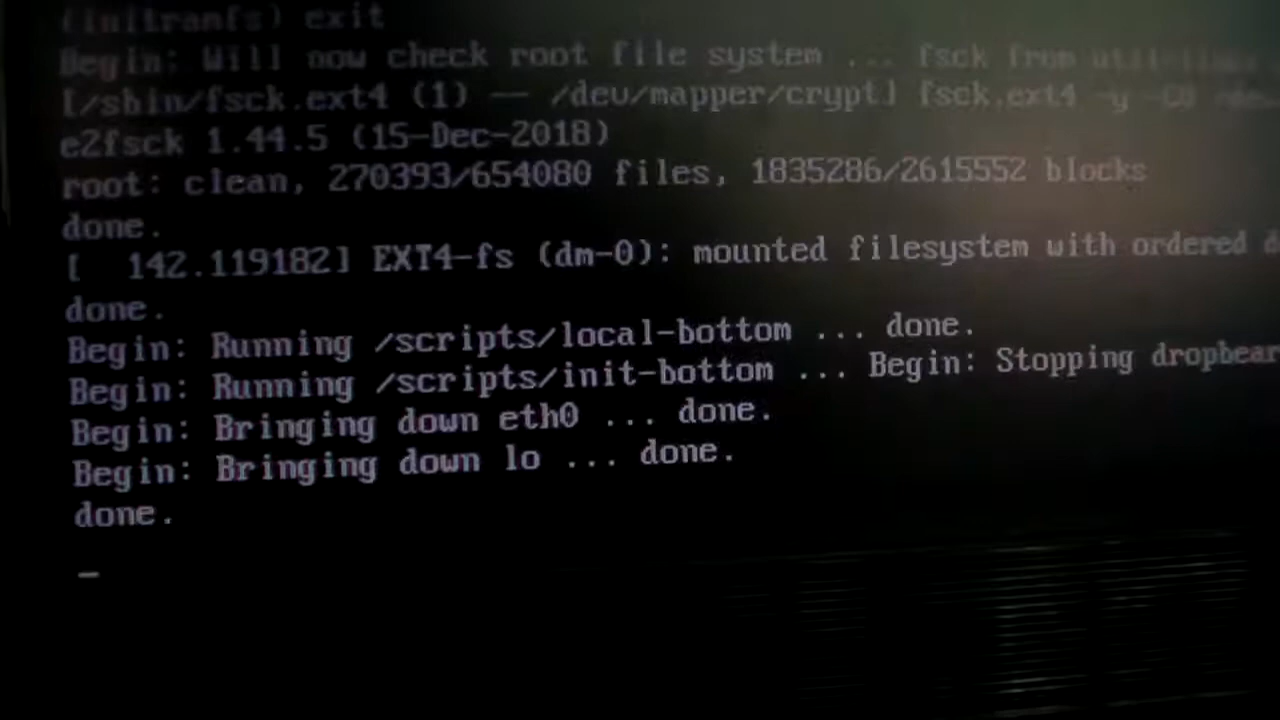 (initramfs) exit
Begin: Will now check root file system ... fsck from util-linux
[/sbin/fsck.ext4 (1) -- /dev/mapper/crypt] fsck.ext4 -y -C0
e2fsck 1.44.5 (15-Dec-2018)
root: clean, 270393/654080 files, 1835286/2615552 blocks
done.
[  142.119182] EXT4-fs (dm-0): mounted filesystem with ordered d
done.
Begin: Running /scripts/local-bottom ... done.
Begin: Running /scripts/init-bottom ... Begin: Stopping dropbear
Begin: Bringing down eth0 ... done.
Begin: Bringing down lo ... done.
done.